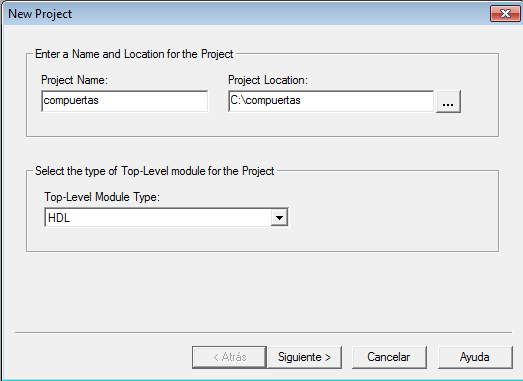 New Project
Enter a Name and Location for the Project
Project Name:
Project Location:
compuertas
C:\compuertas
...
Select the type of Top-Level module for the Project
Top-Level Module Type:
HDL
< Atrás
Siguiente >
Cancelar
Ayuda